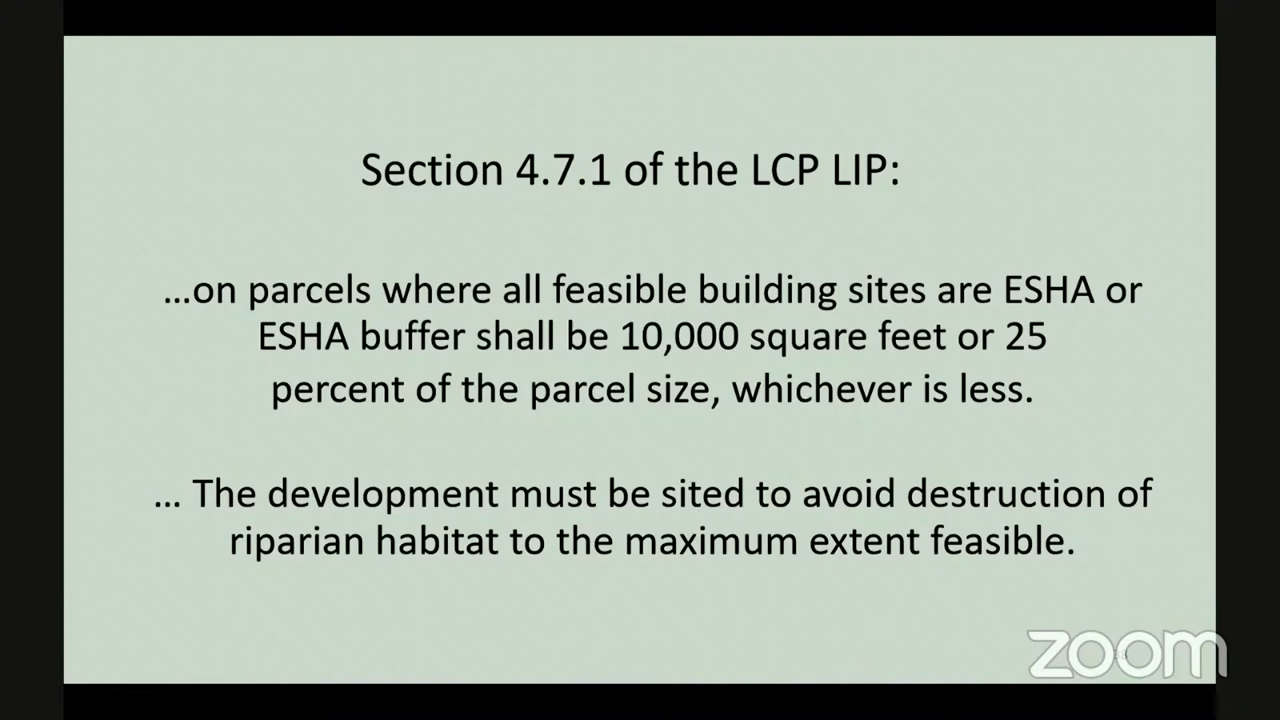 Section 4.7.1 of the LCP LIP:
…on parcels where all feasible building sites are ESHA or
ESHA buffer shall be 10,000 square feet or 25
percent of the parcel size, whichever is less.
… The development must be sited to avoid destruction of
riparian habitat to the maximum extent feasible.
zoom